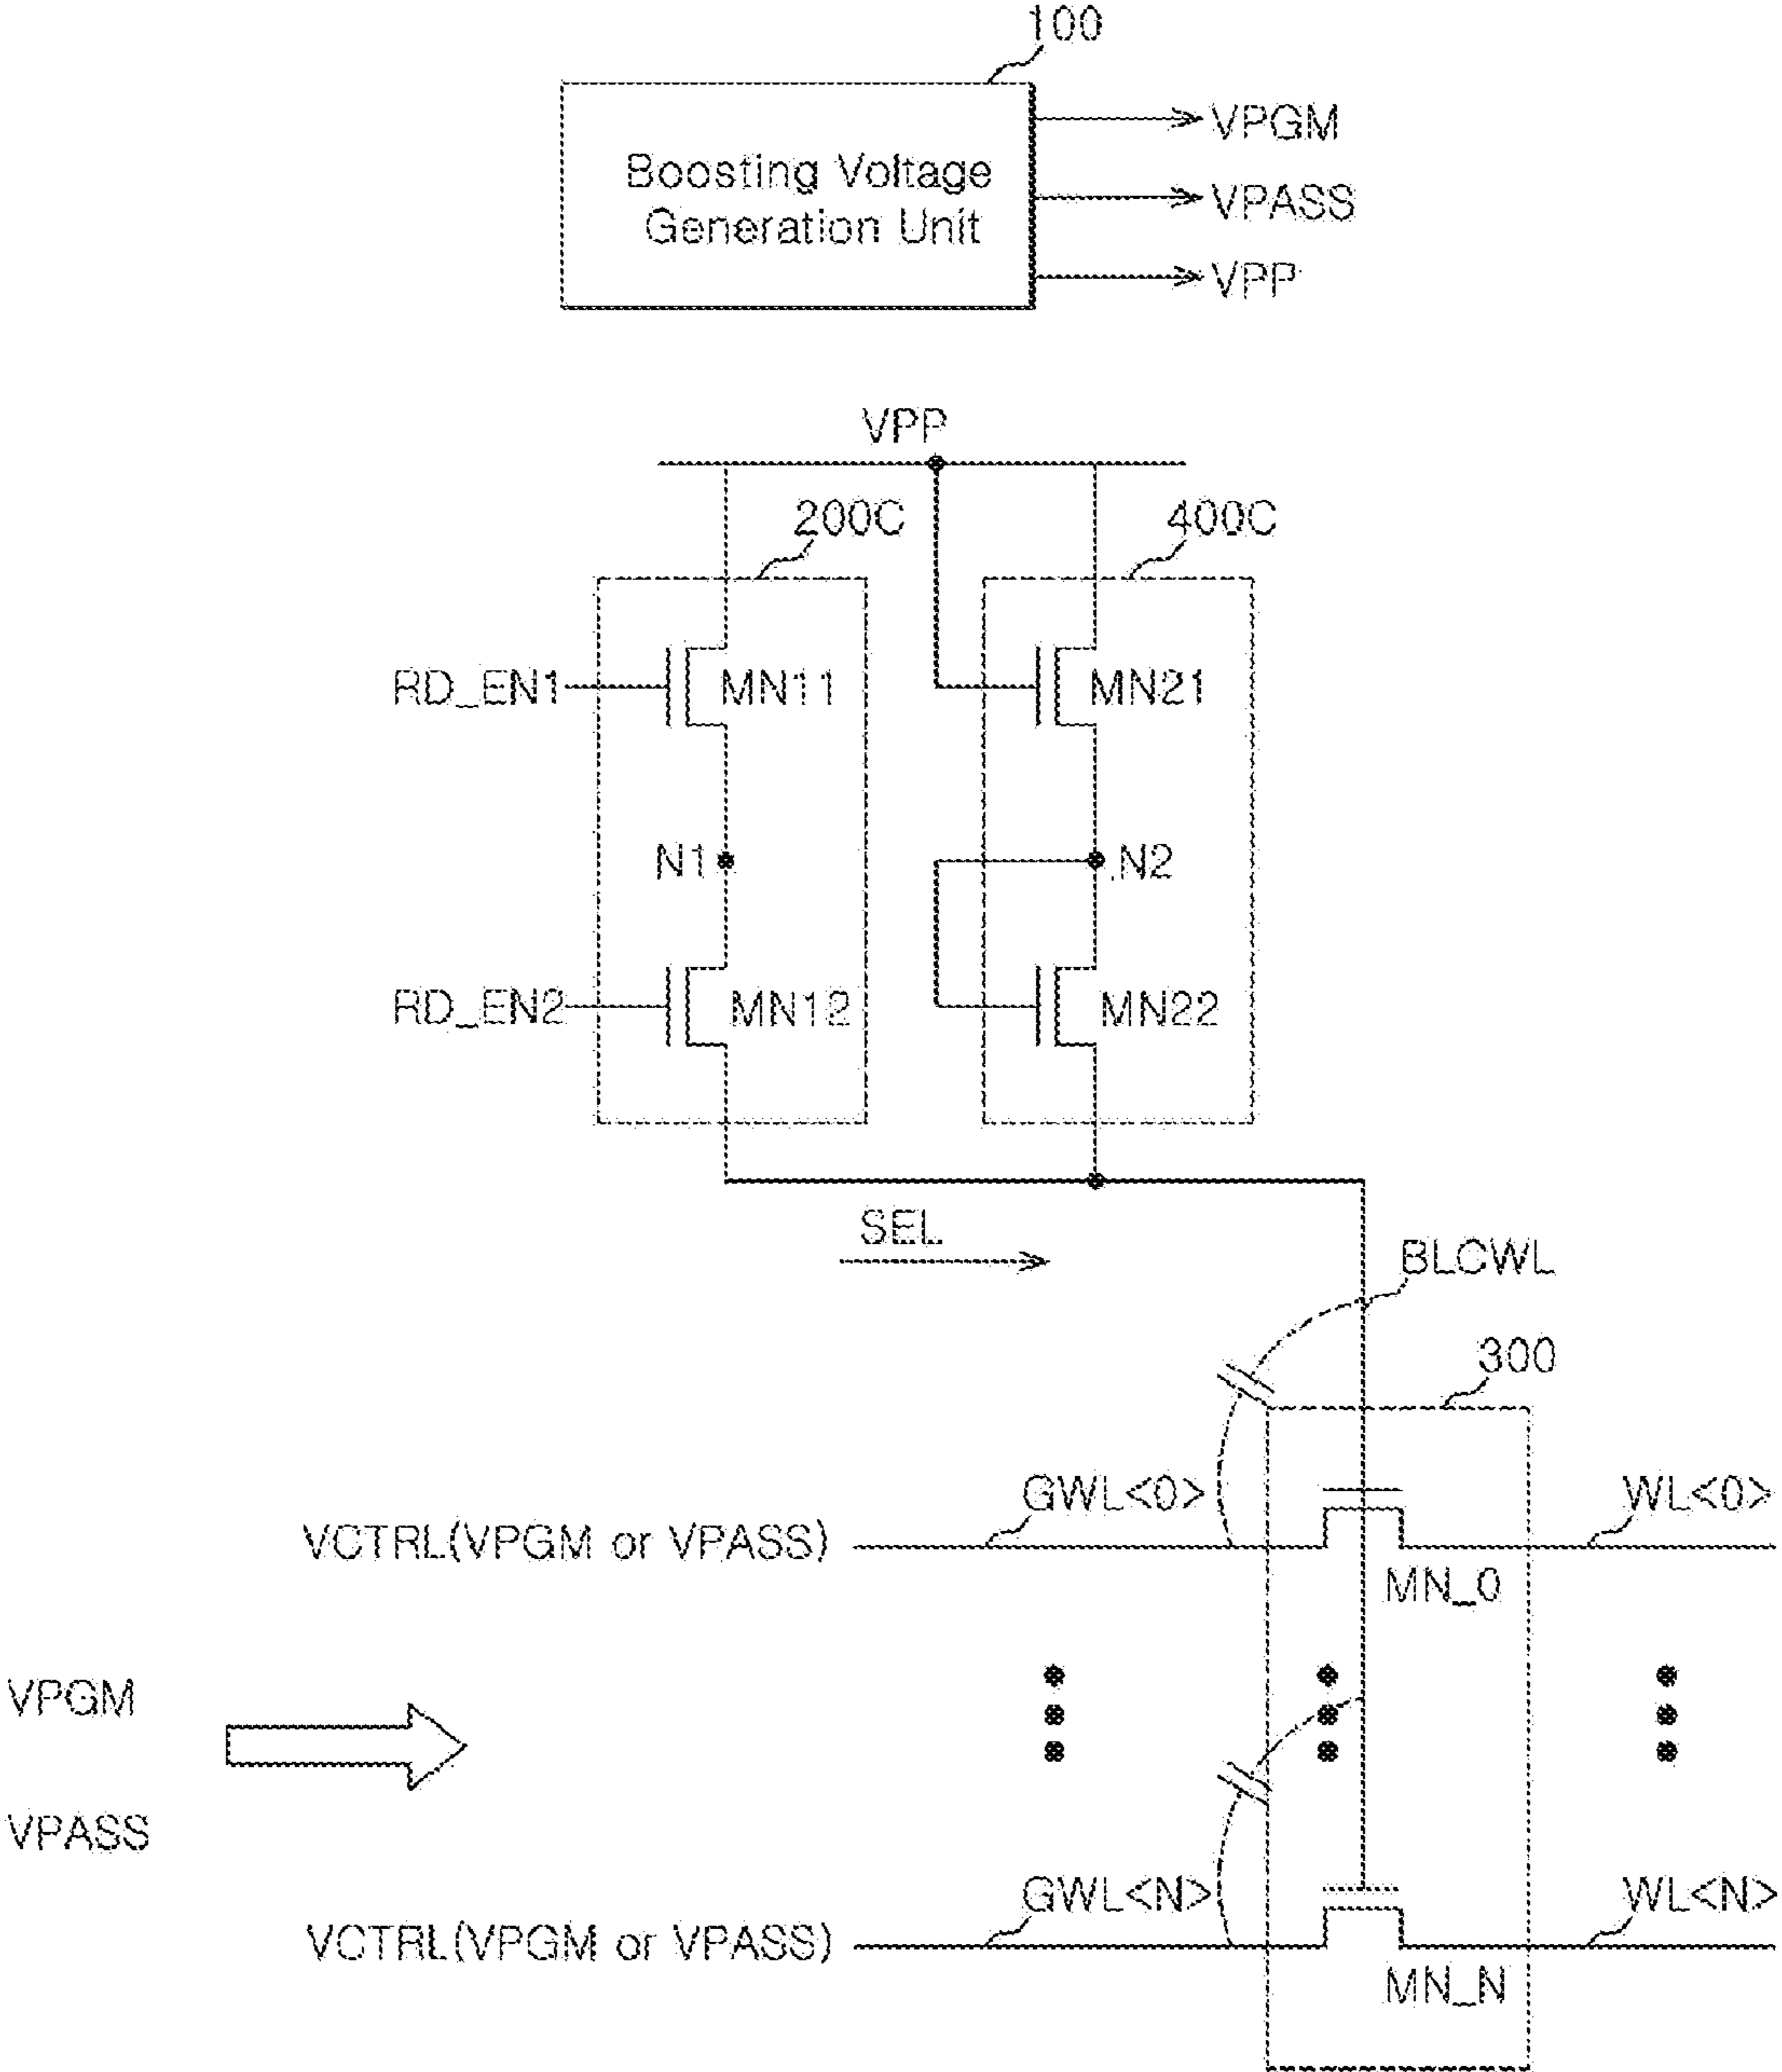 100
Boosting Voltage
Generation Unit
VPGM
VPASS
VPP
VPP
200C
400C
RD_EN1
MN11
MN21
N1
N2
RD_EN2
MN12
MN22
SEL
BLCWL
300
GWL<0>
WL<0>
VCTRL(VPGM or VPASS)
MN_0
VPGM
VPASS
GWL<N>
WL<N>
VCTRL(VPGM or VPASS)
MN_N